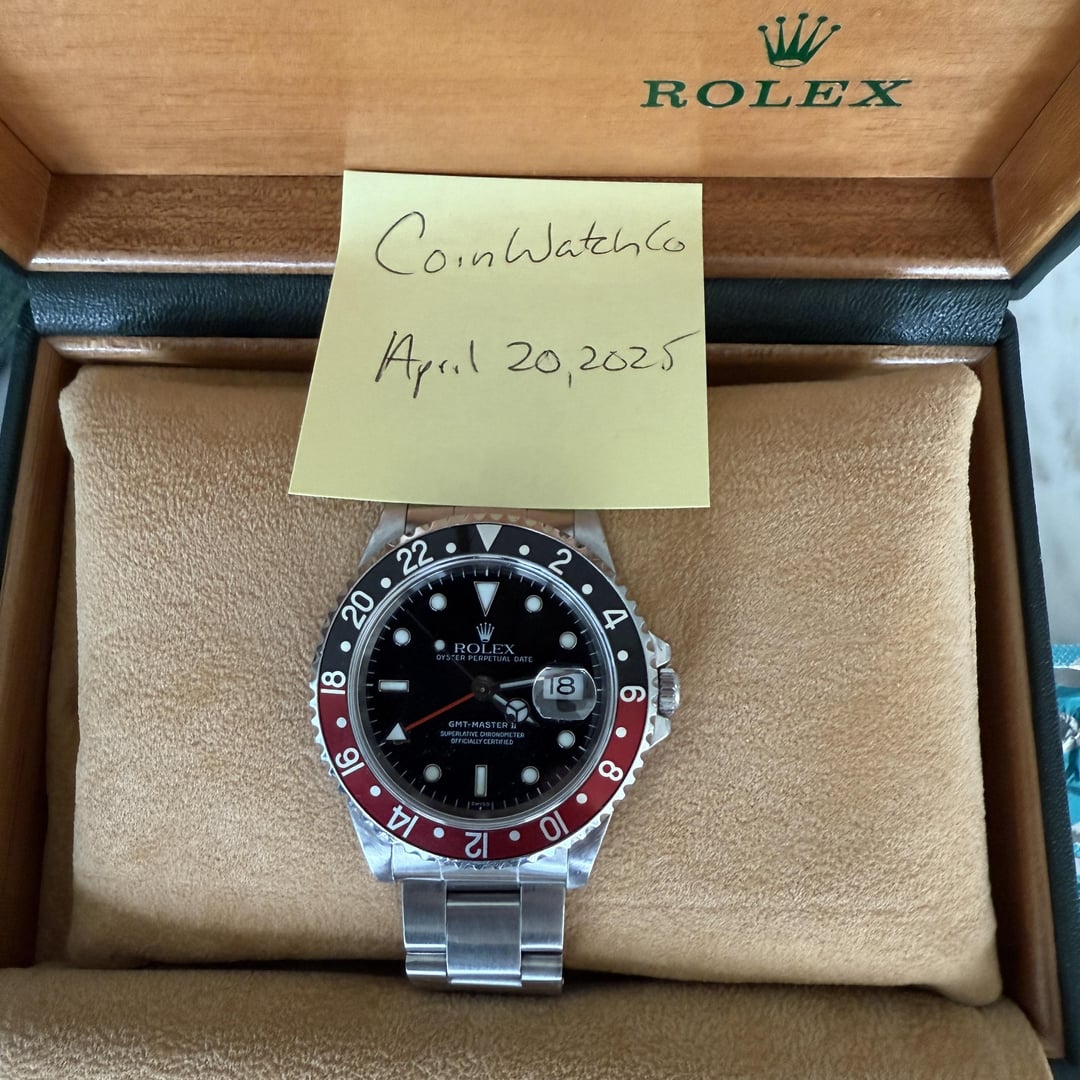 ROLEX
CoinWatchCo
April 20, 2025
22
2
20
4
18
6
16
8
14
12
10
ROLEX
OYSTER PERPETUAL DATE
18
GMT-MASTER II
SUPERLATIVE CHRONOMETER
OFFICIALLY CERTIFIED
SWISS